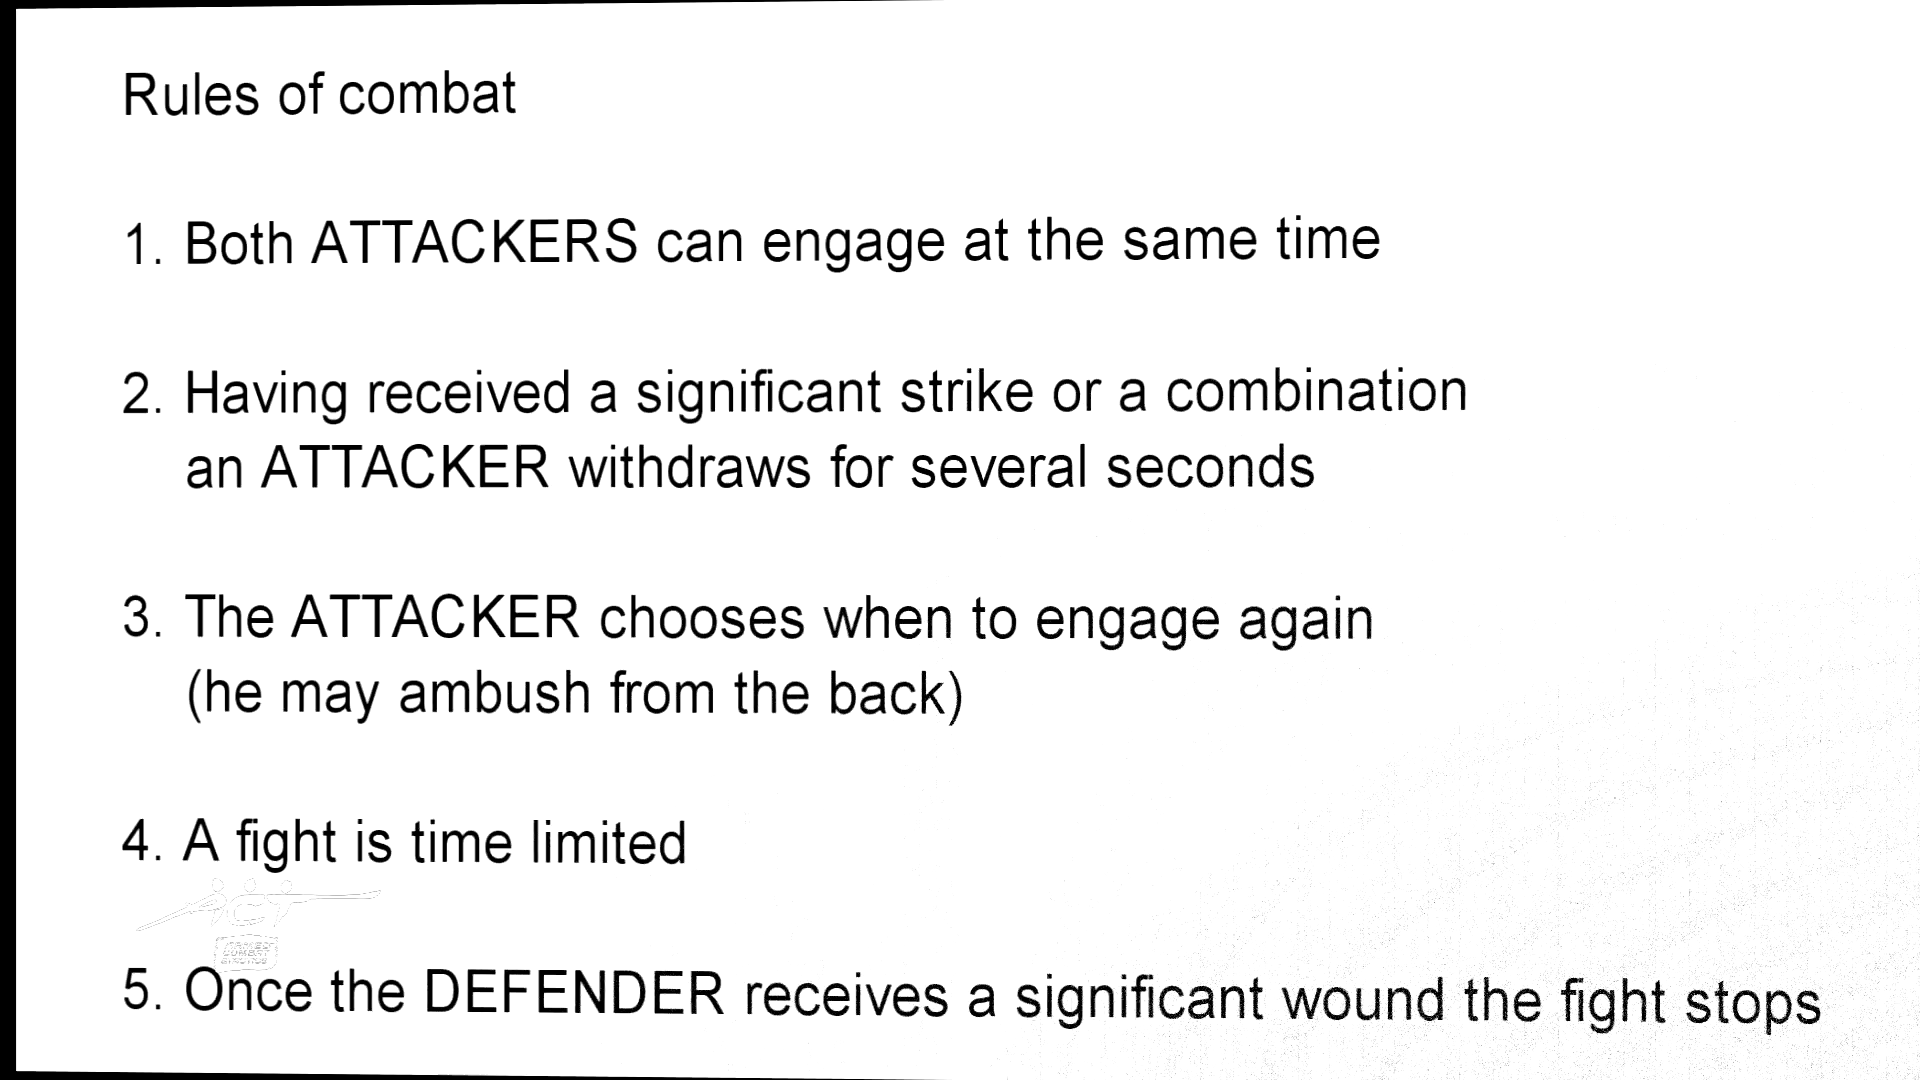 Rules of combat
1. Both ATTACKERS can engage at the same time
2. Having received a significant strike or a combination
an ATTACKER withdraws for several seconds
3. The ATTACKER chooses when to engage again
(he may ambush from the back)
4. A fight is time limited
COMBAT
5. Once the DEFENDER receives a significant wound the fight stops